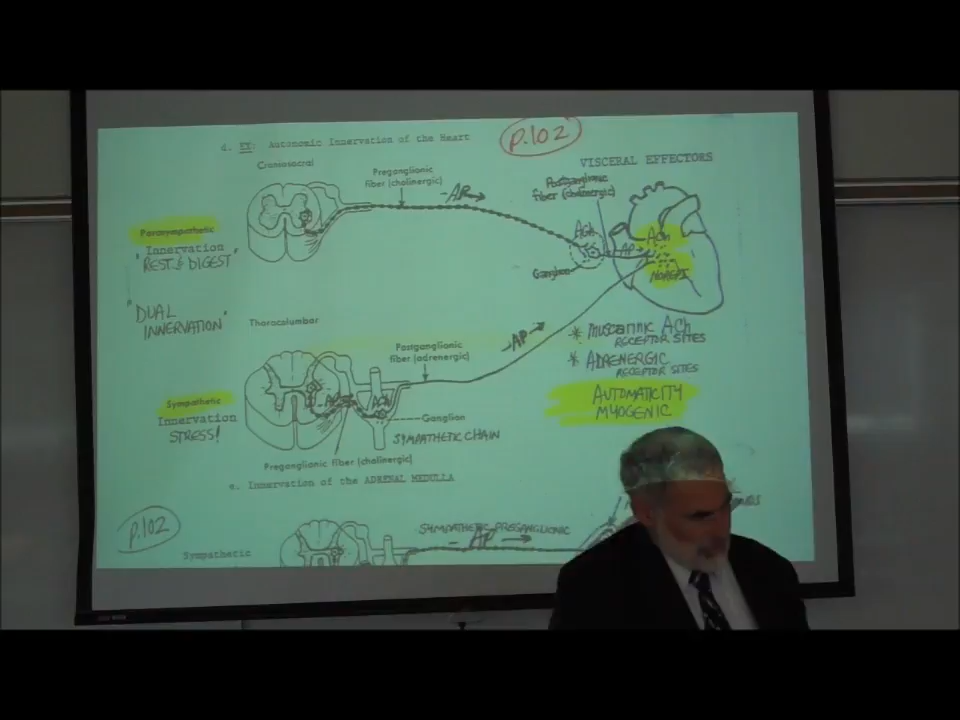 d. EX: Autonomic Innervation of the Heart
p.102
Craniosacral
Preganglionic
fiber (cholinergic)
AP
VISCERAL EFFECTORS
Postganglionic
fiber (cholinergic)
Parasympathetic
Innervation
"REST & DIGEST"
ACh
AP
ACh
Ganglion
NOREPI
"DUAL
INNERVATION"
Thoracolumbar
Postganglionic
fiber (adrenergic)
AP
* MUSCARINIC ACh
RECEPTOR SITES
* ADRENERGIC
RECEPTOR SITES
AUTOMATICITY
MYOGENIC
Sympathetic
Innervation
STRESS!
ACh
Ganglion
SYMPATHETIC CHAIN
Preganglionic fiber (cholinergic)
e. Innervation of the ADRENAL MEDULLA
p.102
Sympathetic
SYMPATHETIC PREGANGLIONIC
AP